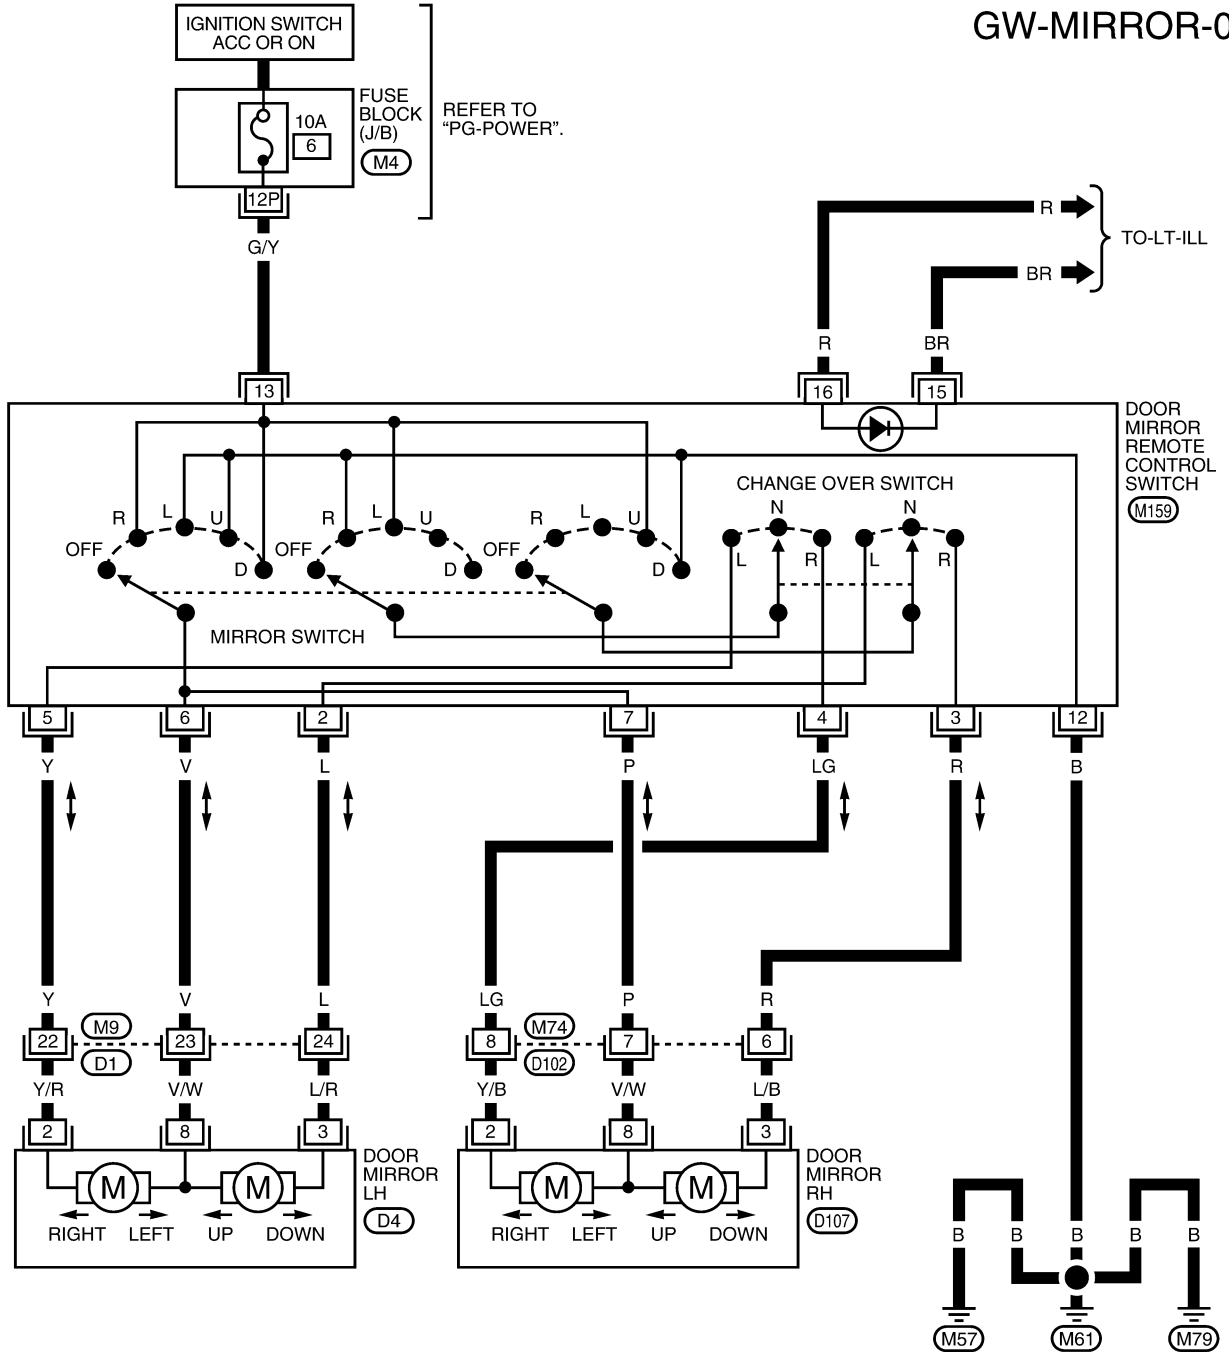 GW-MIRROR-0
IGNITION SWITCH
ACC OR ON
FUSE
BLOCK
(J/B)
M4
10A
6
REFER TO
“PG-POWER”.
12P
G/Y
R
BR
TO-LT-ILL
R
BR
13
16
15
DOOR
MIRROR
REMOTE
CONTROL
SWITCH
M159
CHANGE OVER SWITCH
OFF R L U D
OFF R L U D
OFF R L U D
L N R
L N R
MIRROR SWITCH
5 6 2 7 4 3 12
Y V L P LG R B
Y V L LG P R
22 M9 23 24 8 M74 7 6
D1 D102
Y/R V/W L/R Y/B V/W L/B
2 8 3 2 8 3
M M
RIGHT LEFT UP DOWN
DOOR
MIRROR
LH
D4
M M
RIGHT LEFT UP DOWN
DOOR
MIRROR
RH
D107
B B B B B
M57 M61 M79